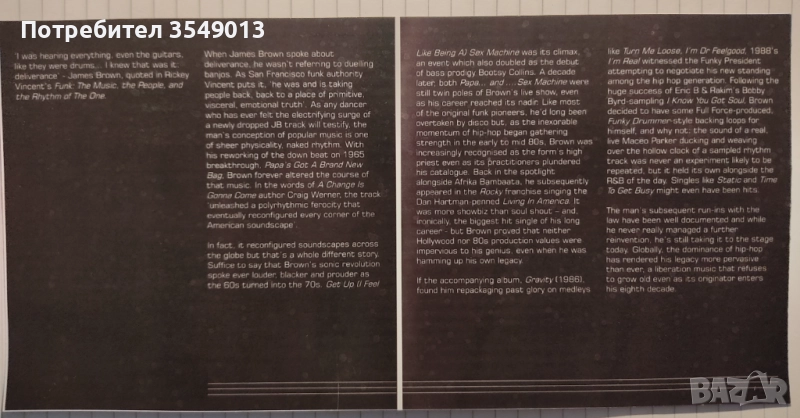 Потребител 3549013
'I was hearing everything, even the guitars,
like they were drums,... I knew that was it:
deliverance' - James Brown, quoted in Rickey
Vincent's Funk: The Music, the People, and
the Rhythm of The One.
When James Brown spoke about
deliverance, he wasn't referring to duelling
banjos. As San Francisco funk authority
Vincent puts it, 'he was and is taking
people back, back to a place of primitive,
visceral, emotional truth'. As any dancer
who has ever felt the electrifying surge of
a newly dropped JB track will testify, the
man's conception of popular music is one
of sheer physicality, naked rhythm. With
his reworking of the down beat on 1965
breakthrough, Papa's Got A Brand New
Bag, Brown forever altered the course of
that music. In the words of A Change Is
Gonna Come author Craig Werner, the track
'unleashed a polyrhythmic ferocity that
eventually reconfigured every corner of the
American soundscape'.
In fact, it reconfigured soundscapes across
the globe but that's a whole different story.
Suffice to say that Brown's sonic revolution
spoke ever louder, blacker and prouder as
the 60s turned into the 70s. Get Up (I Feel
Like Being A) Sex Machine was its climax,
an event which also doubled as the debut
of bass prodigy Bootsy Collins. A decade
later, both Papa... and ... Sex Machine were
still twin poles of Brown's live show, even
as his career reached its nadir. Like most
of the original funk pioneers, he'd long been
overtaken by disco but, as the inexorable
momentum of hip-hop began gathering
strength in the early to mid 80s, Brown was
increasingly recognised as the form's high
priest even as its practitioners plundered
his catalogue. Back in the spotlight
alongside Afrika Bambaata, he subsequently
appeared in the Rocky franchise singing the
Dan Hartman-penned Living In America. It
was more showbiz than soul shout – and,
ironically, the biggest hit single of his long
career - but Brown proved that neither
Hollywood nor 80s production values were
impervious to his genius, even when he was
hamming up his own legacy.
If the accompanying album, Gravity (1986),
found him repackaging past glory on medleys
like Turn Me Loose, I'm Dr Feelgood, 1988's
I'm Real witnessed the Funky President
attempting to negotiate his new standing
among the hip hop generation. Following the
huge success of Eric B & Rakim's Bobby
Byrd-sampling I Know You Got Soul, Brown
decided to have some Full Force-produced,
Funky Drummer-style backing loops for
himself, and why not; the sound of a real,
live Maceo Parker ducking and weaving
over the hollow clock of a sampled rhythm
track was never an experiment likely to be
repeated, but it held its own alongside the
R&B of the day. Singles like Static and Time
To Get Busy might even have been hits.
The man's subsequent run-ins with the
law have been well documented and while
he never really managed a further
reinvention, he's still taking it to the stage
today. Globally, the dominance of hip-hop
has rendered his legacy more pervasive
than ever, a liberation music that refuses
to grow old even as its originator enters
his eighth decade.
BAZAR